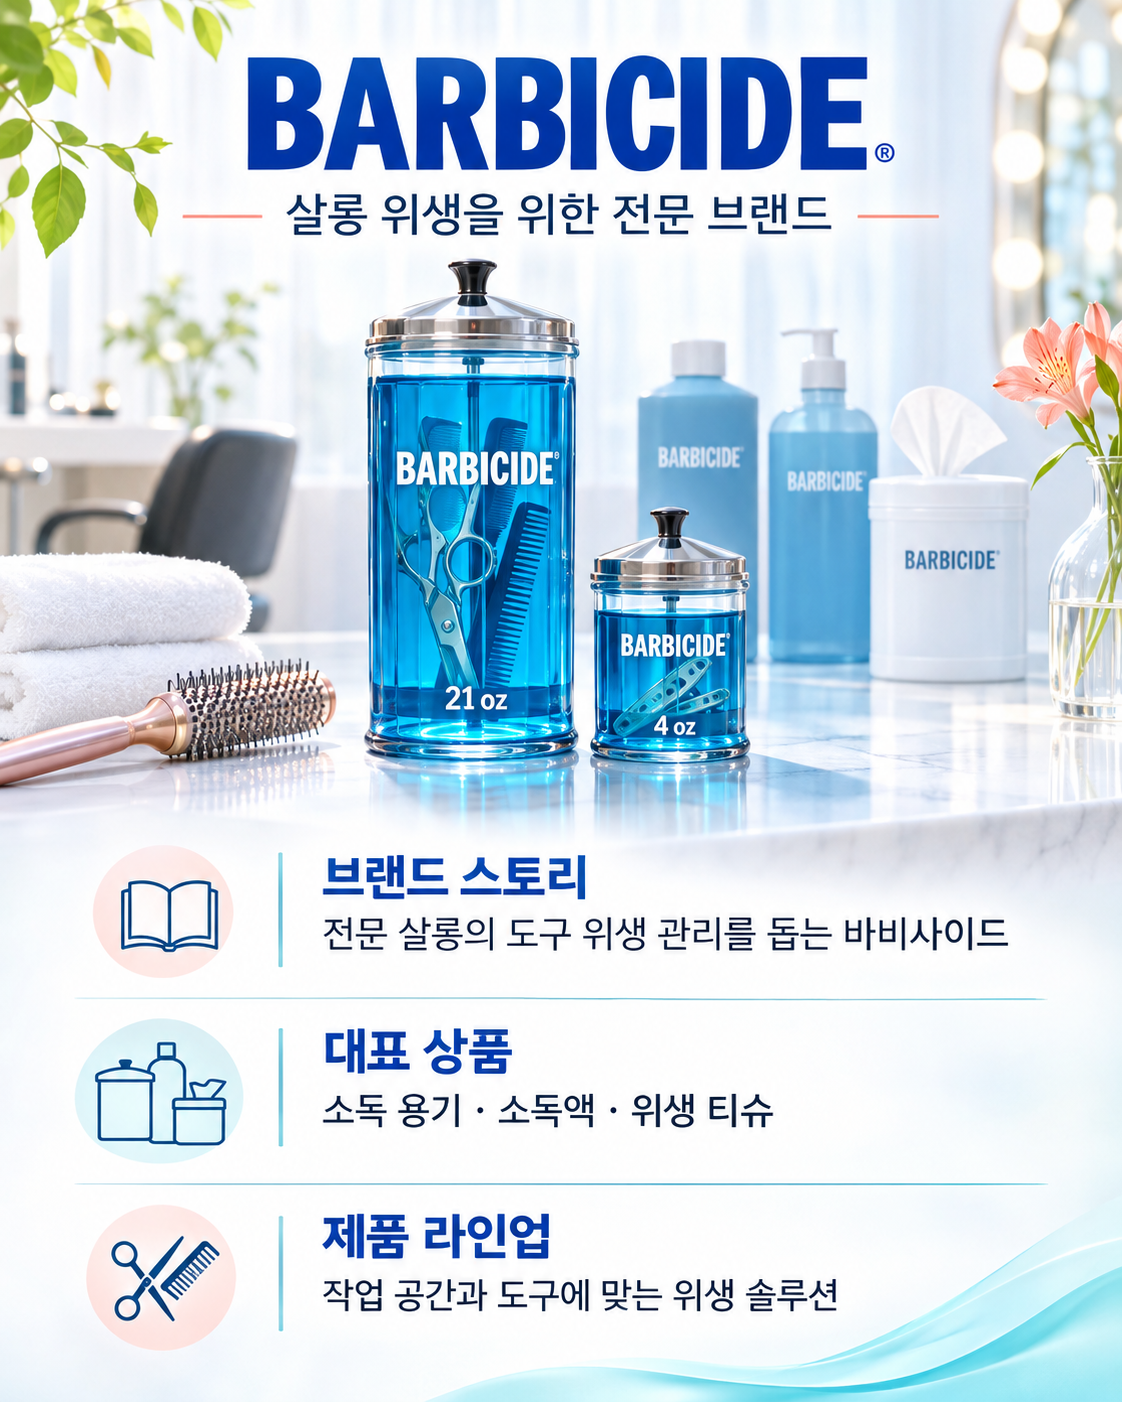 BARBICIDE®
살롱 위생을 위한 전문 브랜드
BARBICIDE®
21 oz
BARBICIDE®
4 oz
BARBICIDE
BARBICIDE
BARBICIDE®
브랜드 스토리
전문 살롱의 도구 위생 관리를 돕는 바비사이드
대표 상품
소독 용기 · 소독액 · 위생 티슈
제품 라인업
작업 공간과 도구에 맞는 위생 솔루션